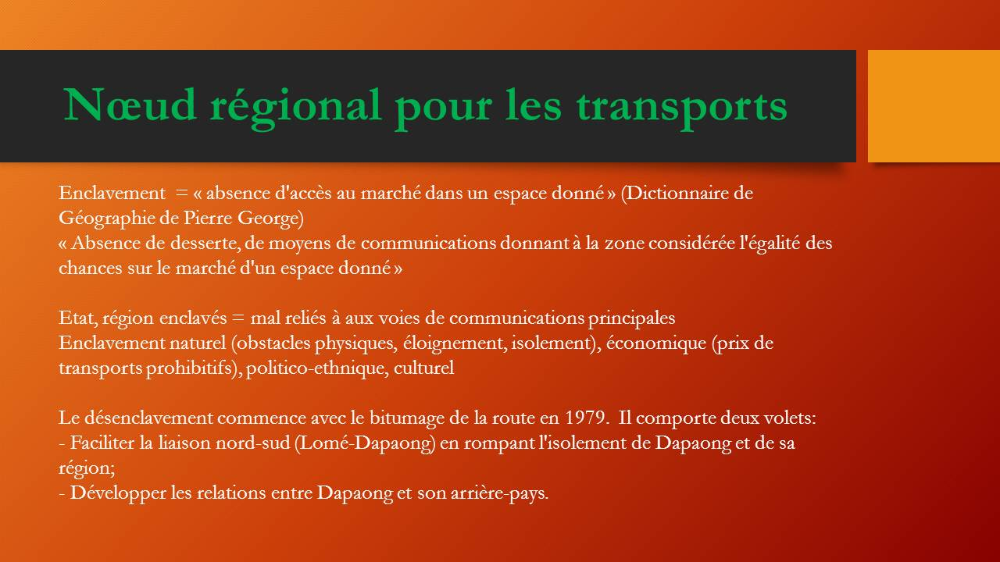 Nœud régional pour les transports
Enclavement  = « absence d'accès au marché dans un espace donné » (Dictionnaire de
Géographie de Pierre George)
« Absence de desserte, de moyens de communications donnant à la zone considérée l'égalité des
chances sur le marché d'un espace donné »
Etat, région enclavés = mal reliés à aux voies de communications principales
Enclavement naturel (obstacles physiques, éloignement, isolement), économique (prix de
transports prohibitifs), politico-ethnique, culturel
Le désenclavement commence avec le bitumage de la route en 1979.  Il comporte deux volets:
- Faciliter la liaison nord-sud (Lomé-Dapaong) en rompant l'isolement de Dapaong et de sa
région;
- Développer les relations entre Dapaong et son arrière-pays.